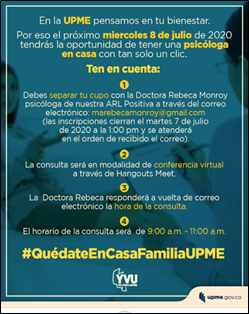 En la UPME pensamos en tu bienestar.
Por eso el próximo miercoles 8 de julio de 2020
tendrás la oportunidad de tener una psicóloga
en casa con tan solo un clic.
Ten en cuenta:
1
Debes separar tu cupo con la Doctora Rebeca Monroy
psicóloga de nuestra ARL Positiva a través del correo
electrónico: marebecamonroy@gmail.com
(las inscripciones cierran el martes 7 de julio
de 2020 a la 1:00 pm y se atenderá
en el orden de recibido el correo).
2
La consulta será en modalidad de conferencia virtual
a través de Hangouts Meet.
3
La Doctora Rebeca responderá a vuelta de correo
electrónico la hora de la consulta.
4
El horario de la consulta será de 9:00 a.m. - 11:00 a.m.
#QuédateEnCasaFamiliaUPME
YVU
upme.gov.co